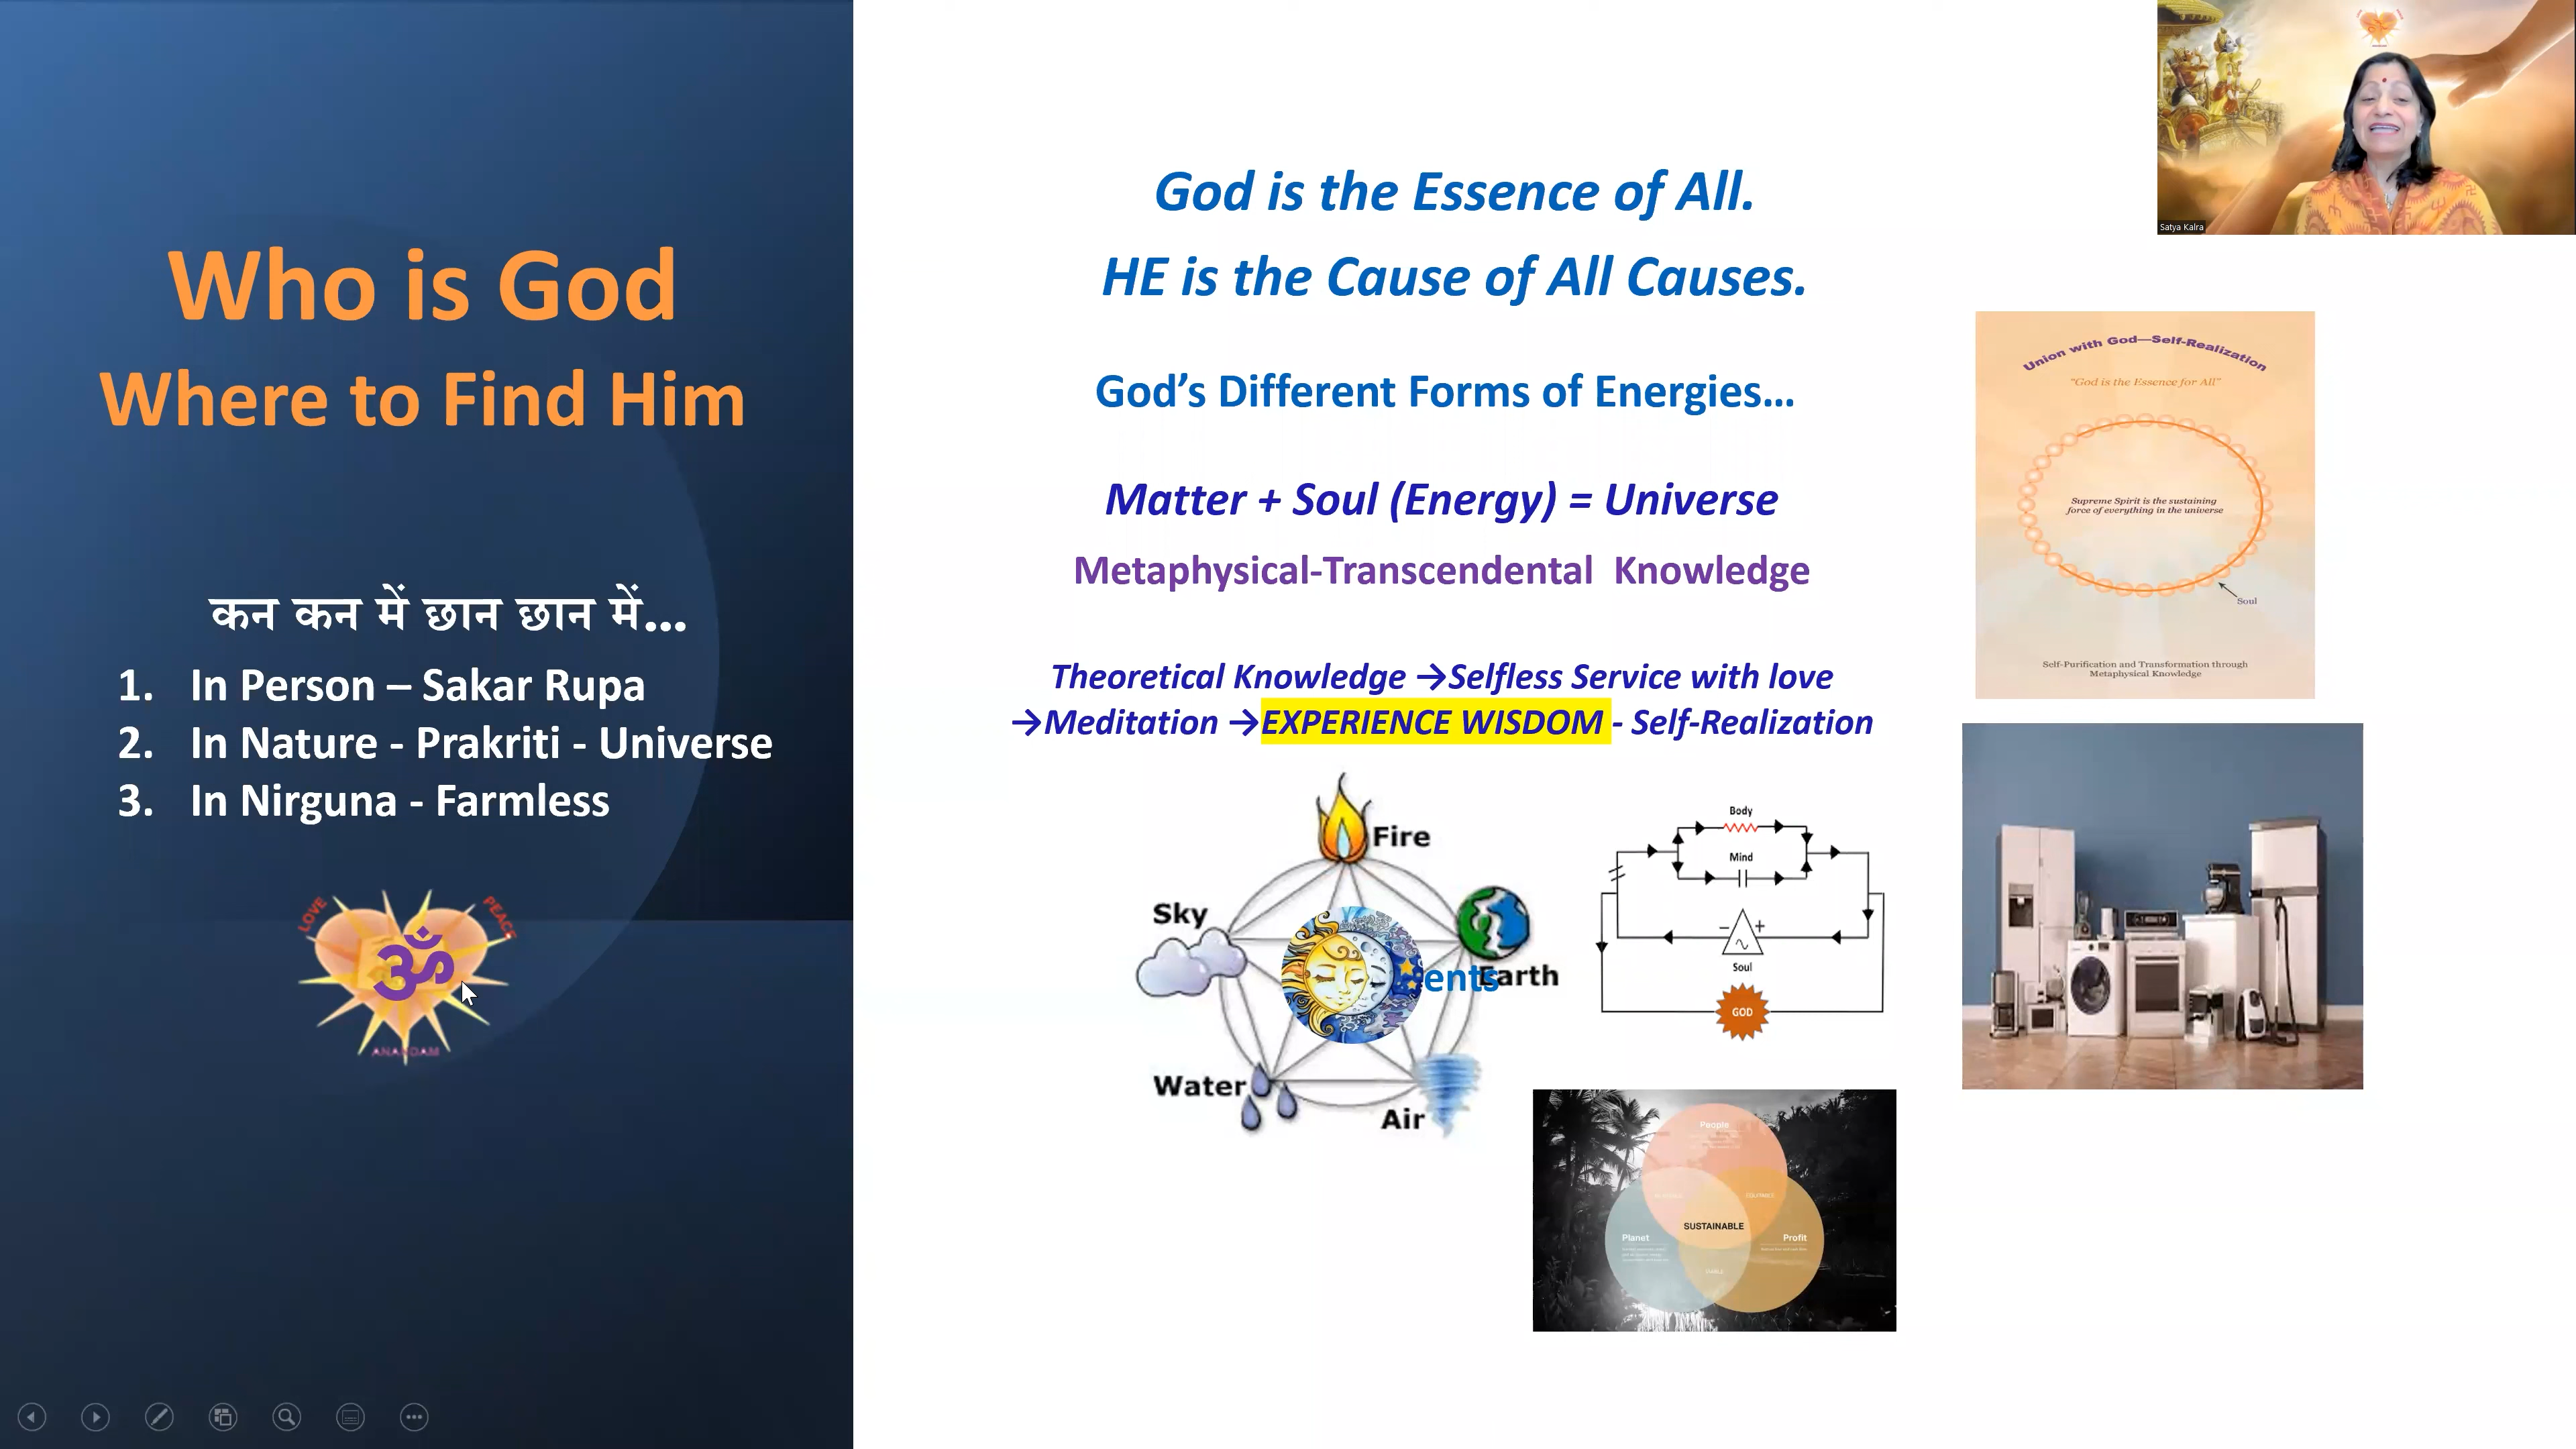 Who is God
Where to Find Him
कन कन में छान छान में...
1. In Person – Sakar Rupa
2. In Nature - Prakriti - Universe
3. In Nirguna - Farmless
LOVE
PEACE
ॐ
ANANDAM
God is the Essence of All.
HE is the Cause of All Causes.
God's Different Forms of Energies...
Matter + Soul (Energy) = Universe
Metaphysical-Transcendental Knowledge
Theoretical Knowledge →Selfless Service with love
→Meditation →EXPERIENCE WISDOM - Self-Realization
Fire
Sky
ents
Earth
Water
Air
Body
Mind
- +
Soul
GOD
People
SUSTAINABLE
Planet
Profit
Satya Kalra
Union with God—Self-Realization
"God is the Essence for All"
Supreme Spirit is the sustaining
force of everything in the universe
Soul
Self-Purification and Transformation through
Metaphysical Knowledge